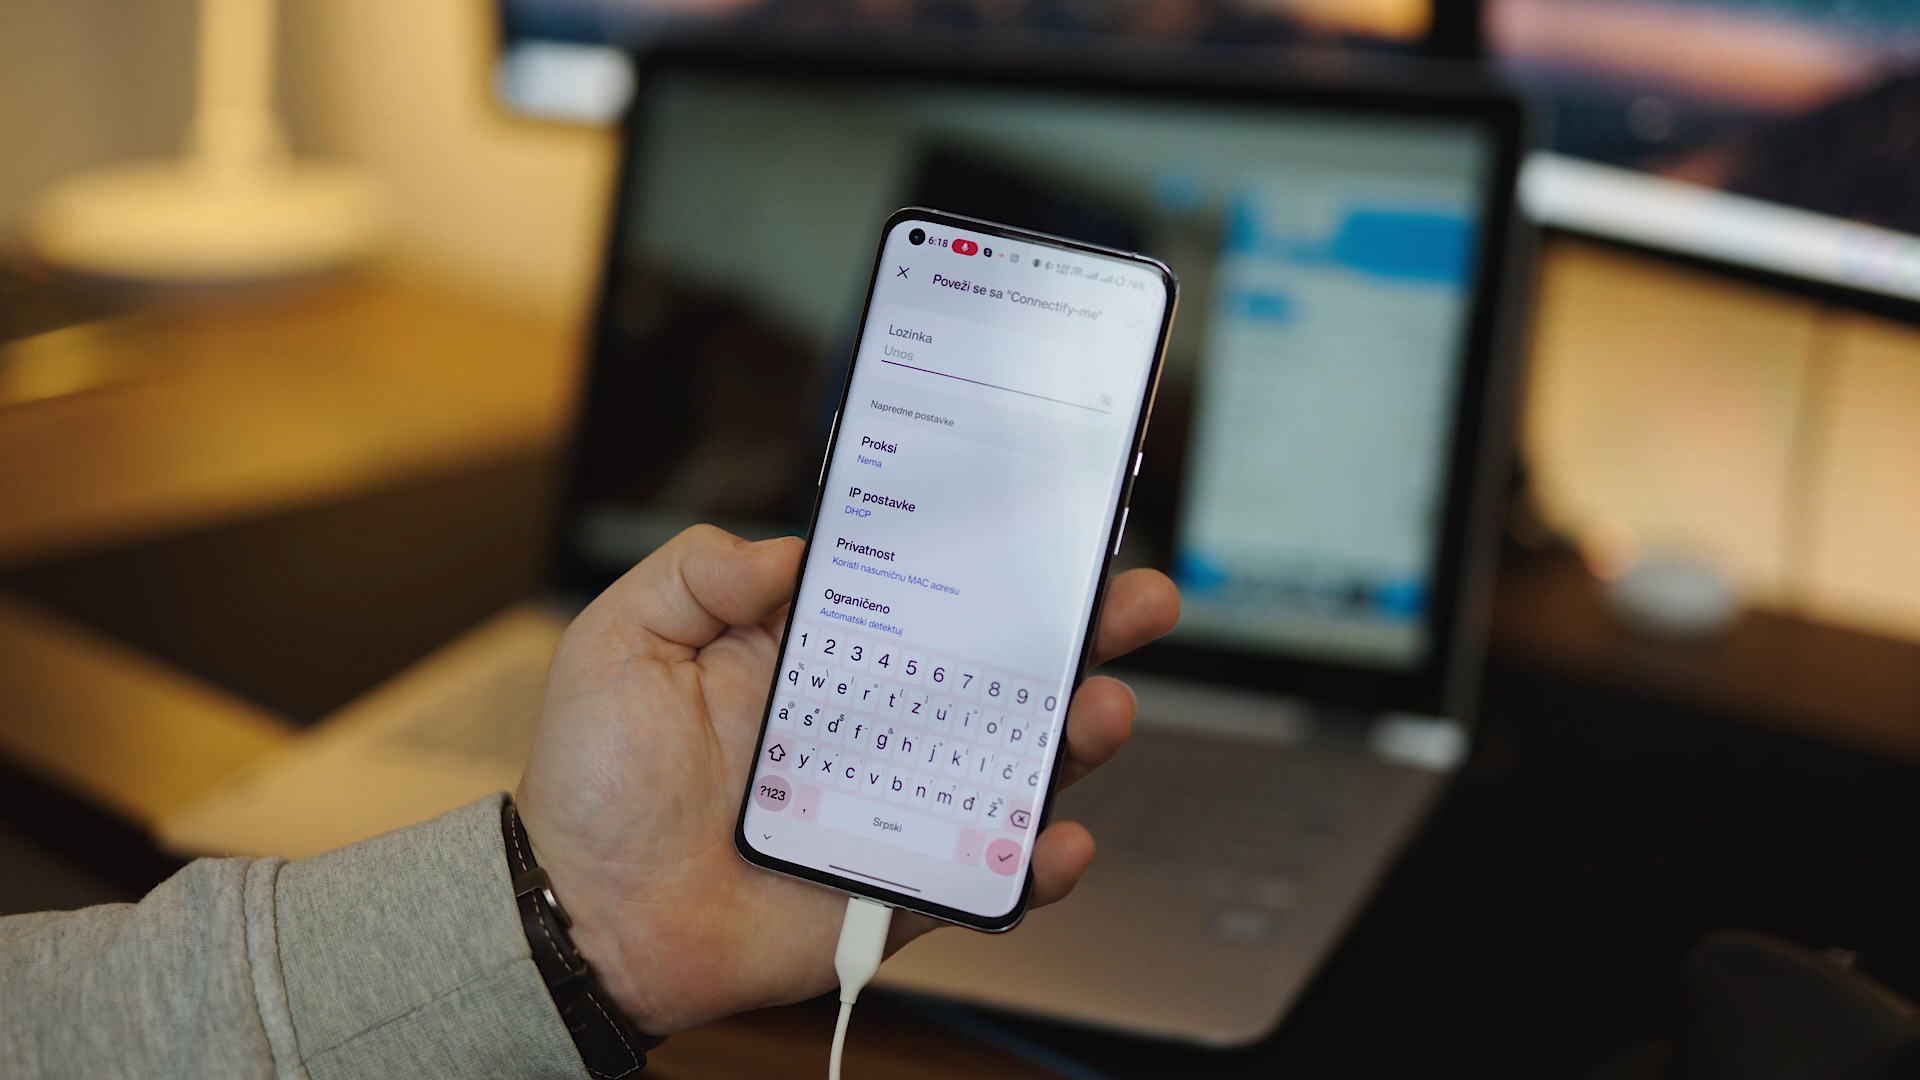 6:18
78%
Poveži se sa "Connectify-me"
Lozinka
Unos
Napredne postavke
Proksi
Nema
IP postavke
DHCP
Privatnost
Koristi nasumičnu MAC adresu
Ograničeno
Automatski detektuj
1 2 3 4 5 6 7 8 9 0
q w e r t z u i o p š
a s d f g h j k l č ć
y x c v b n m đ ž
?123 , Srpski .